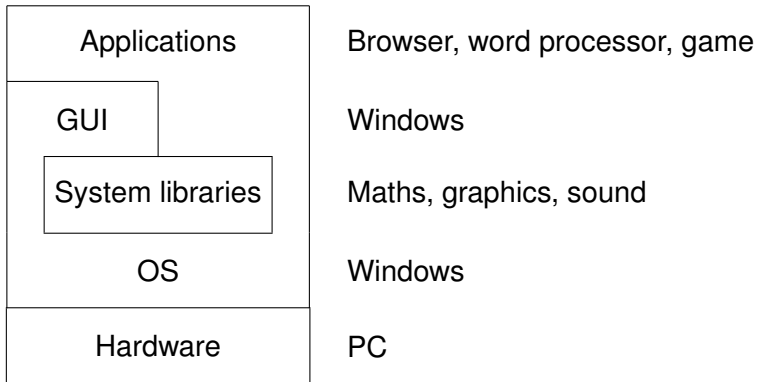 Applications Browser, word processor, game
GUI Windows
System libraries Maths, graphics, sound
OS Windows
Hardware PC